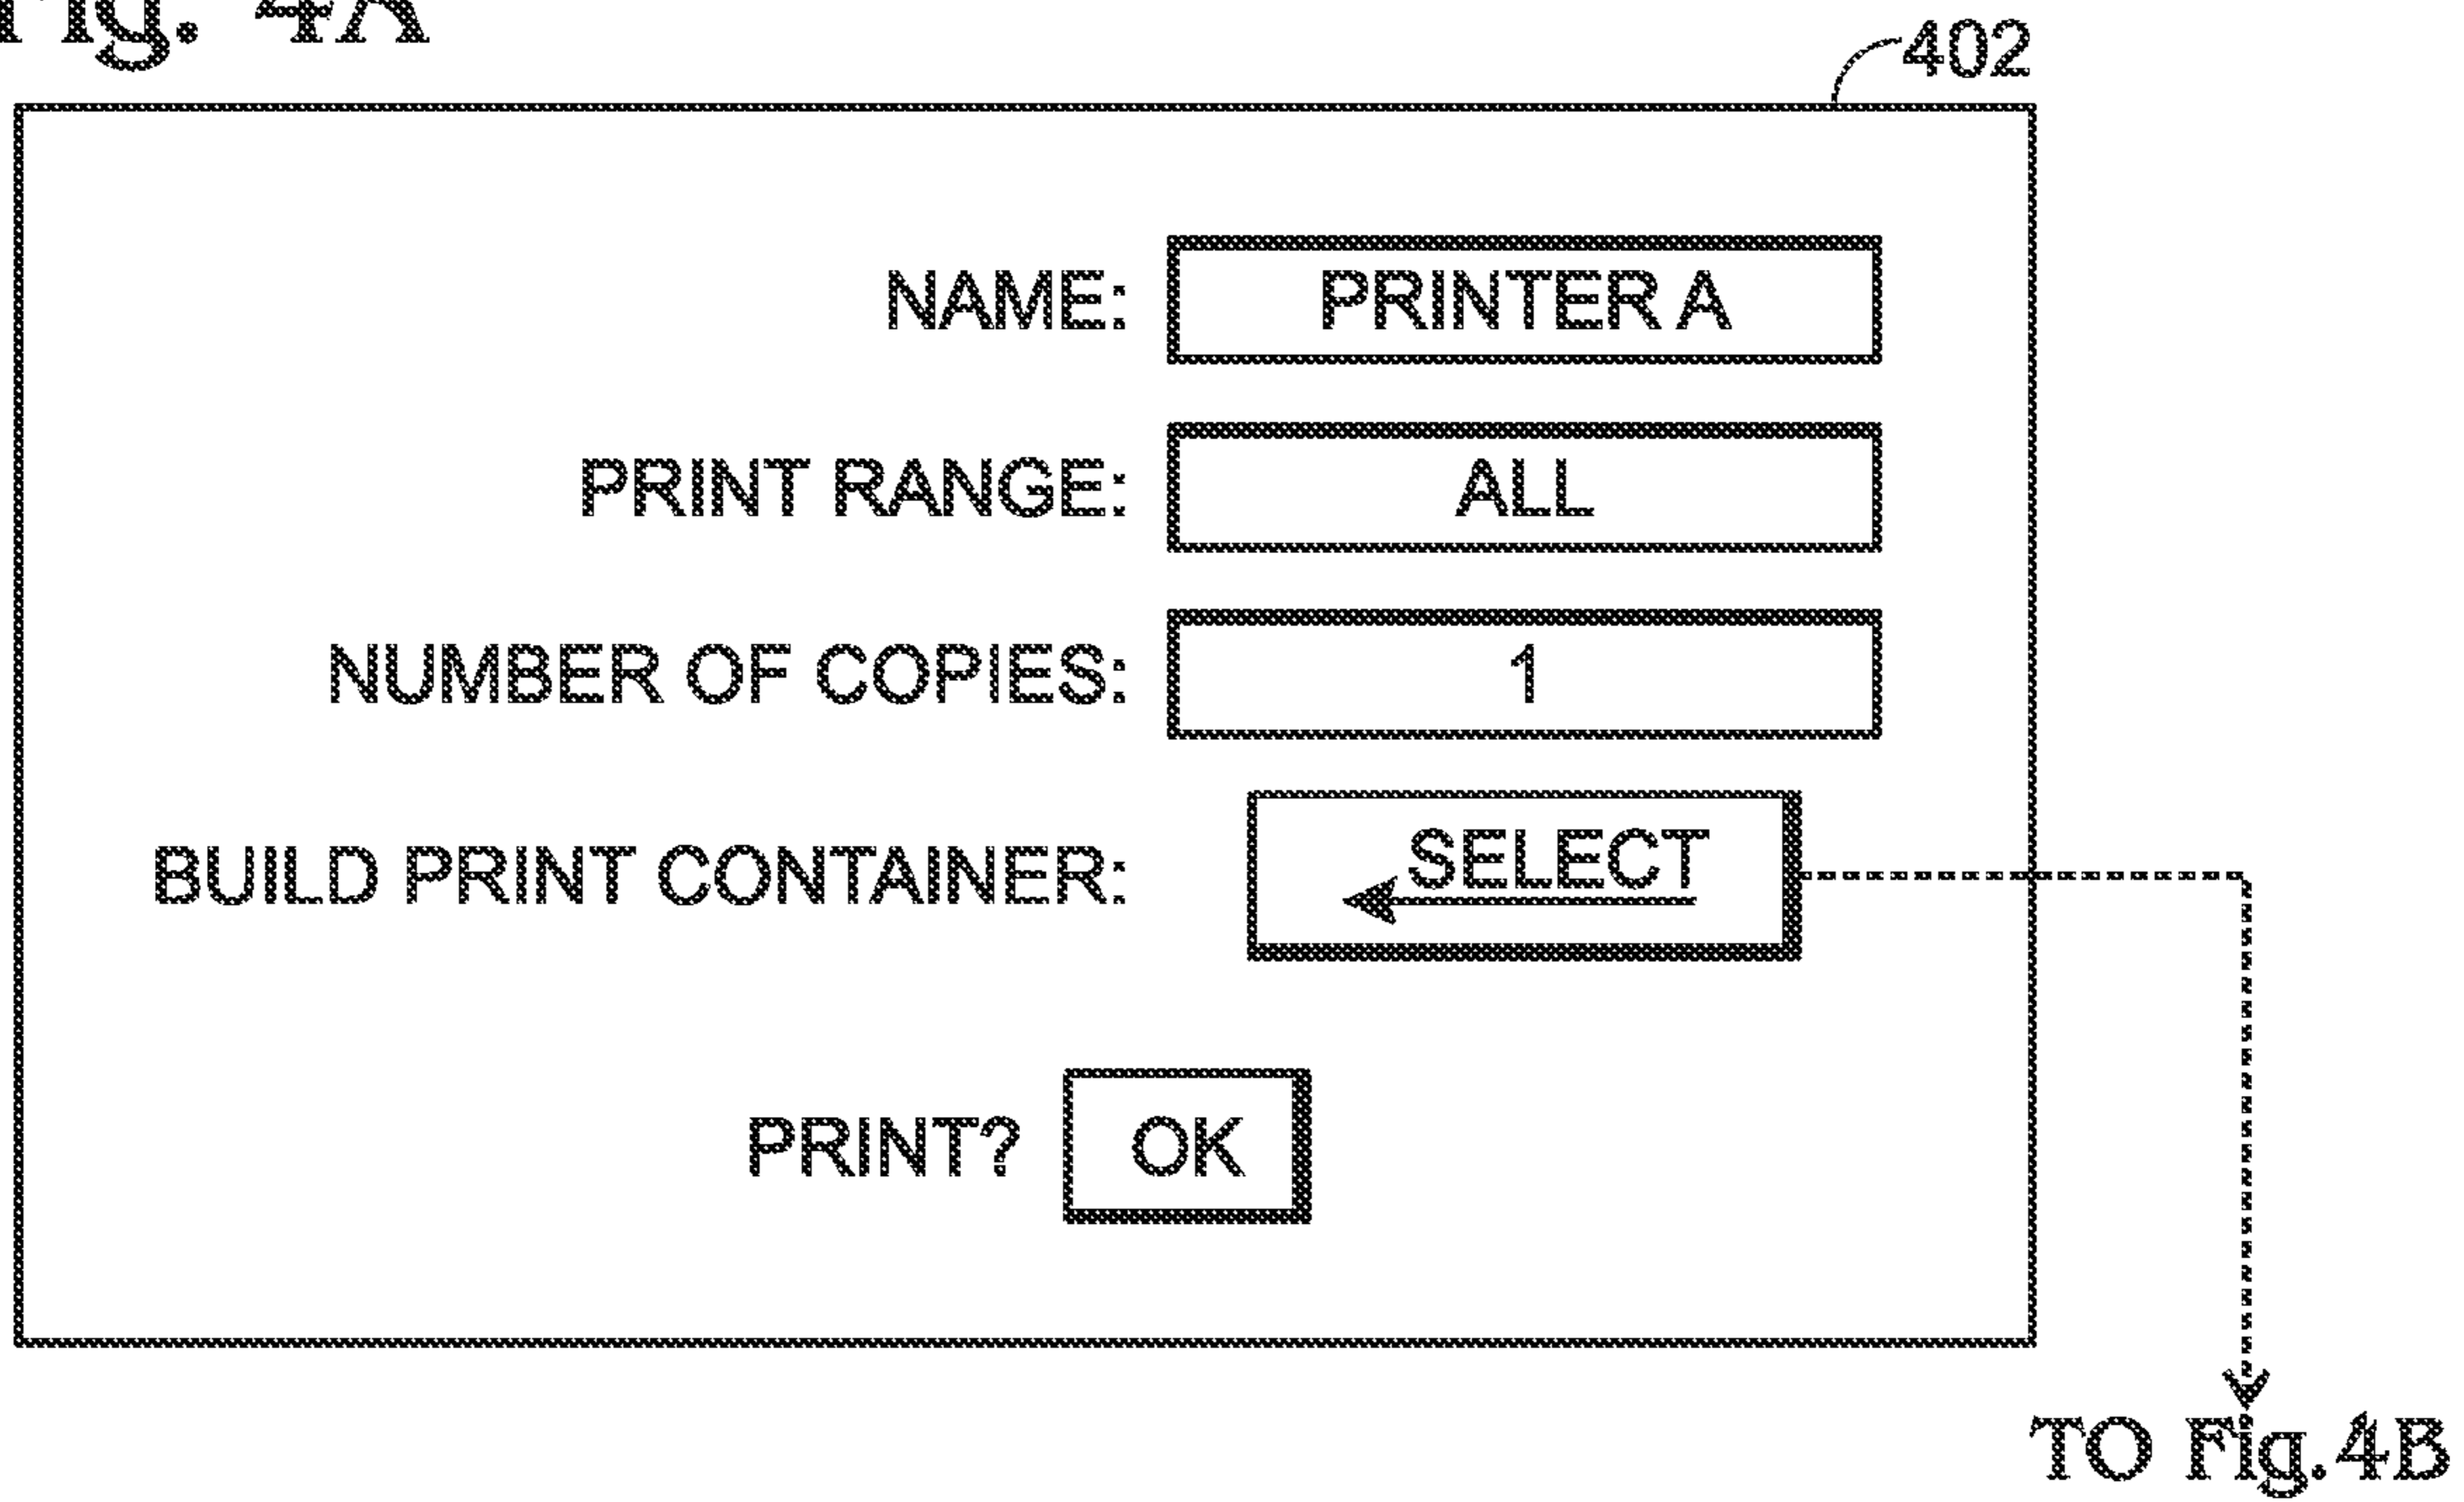 Fig. 4A
402
NAME: PRINTER A
PRINT RANGE: ALL
NUMBER OF COPIES: 1
BUILD PRINT CONTAINER: SELECT
PRINT? OK
TO Fig.4B